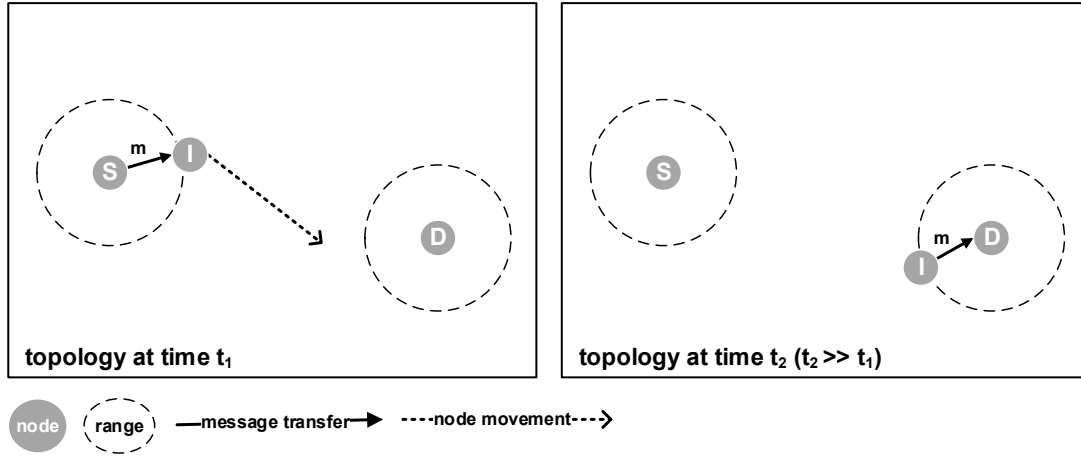 m
S
I
D
topology at time t₁
S
m
D
I
topology at time t₂ (t₂ >> t₁)
node
range
message transfer
node movement